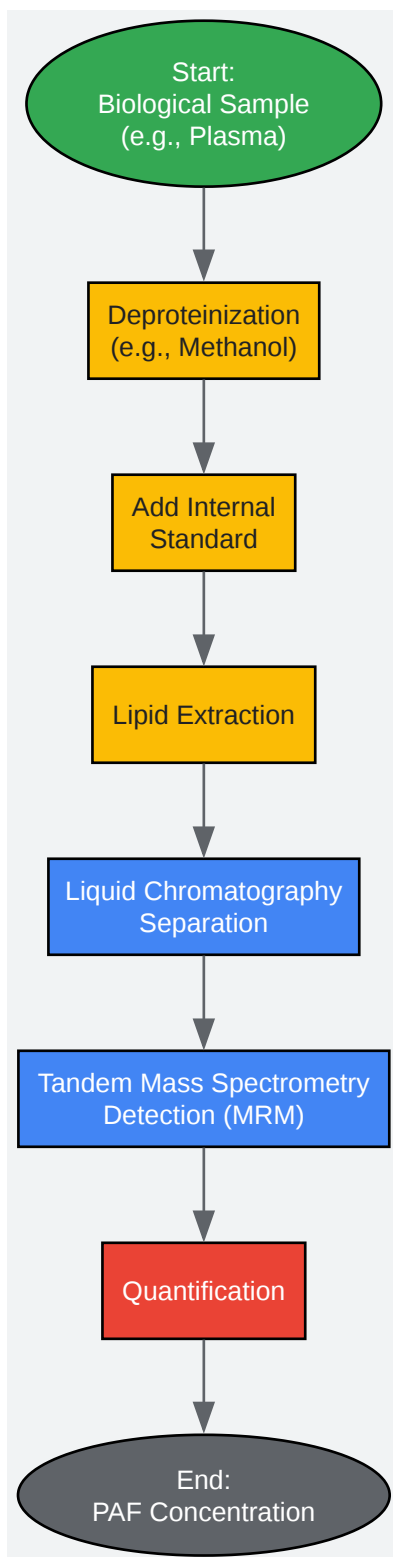 Start:
Biological Sample
(e.g., Plasma)
Deproteinization
(e.g., Methanol)
Add Internal
Standard
Lipid Extraction
Liquid Chromatography
Separation
Tandem Mass Spectrometry
Detection (MRM)
Quantification
End:
PAF Concentration